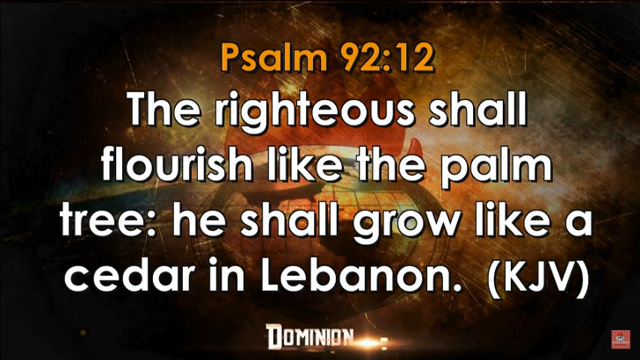 Psalm 92:12
The righteous shall
flourish like the palm
tree: he shall grow like a
cedar in Lebanon. (KJV)
DOMINION